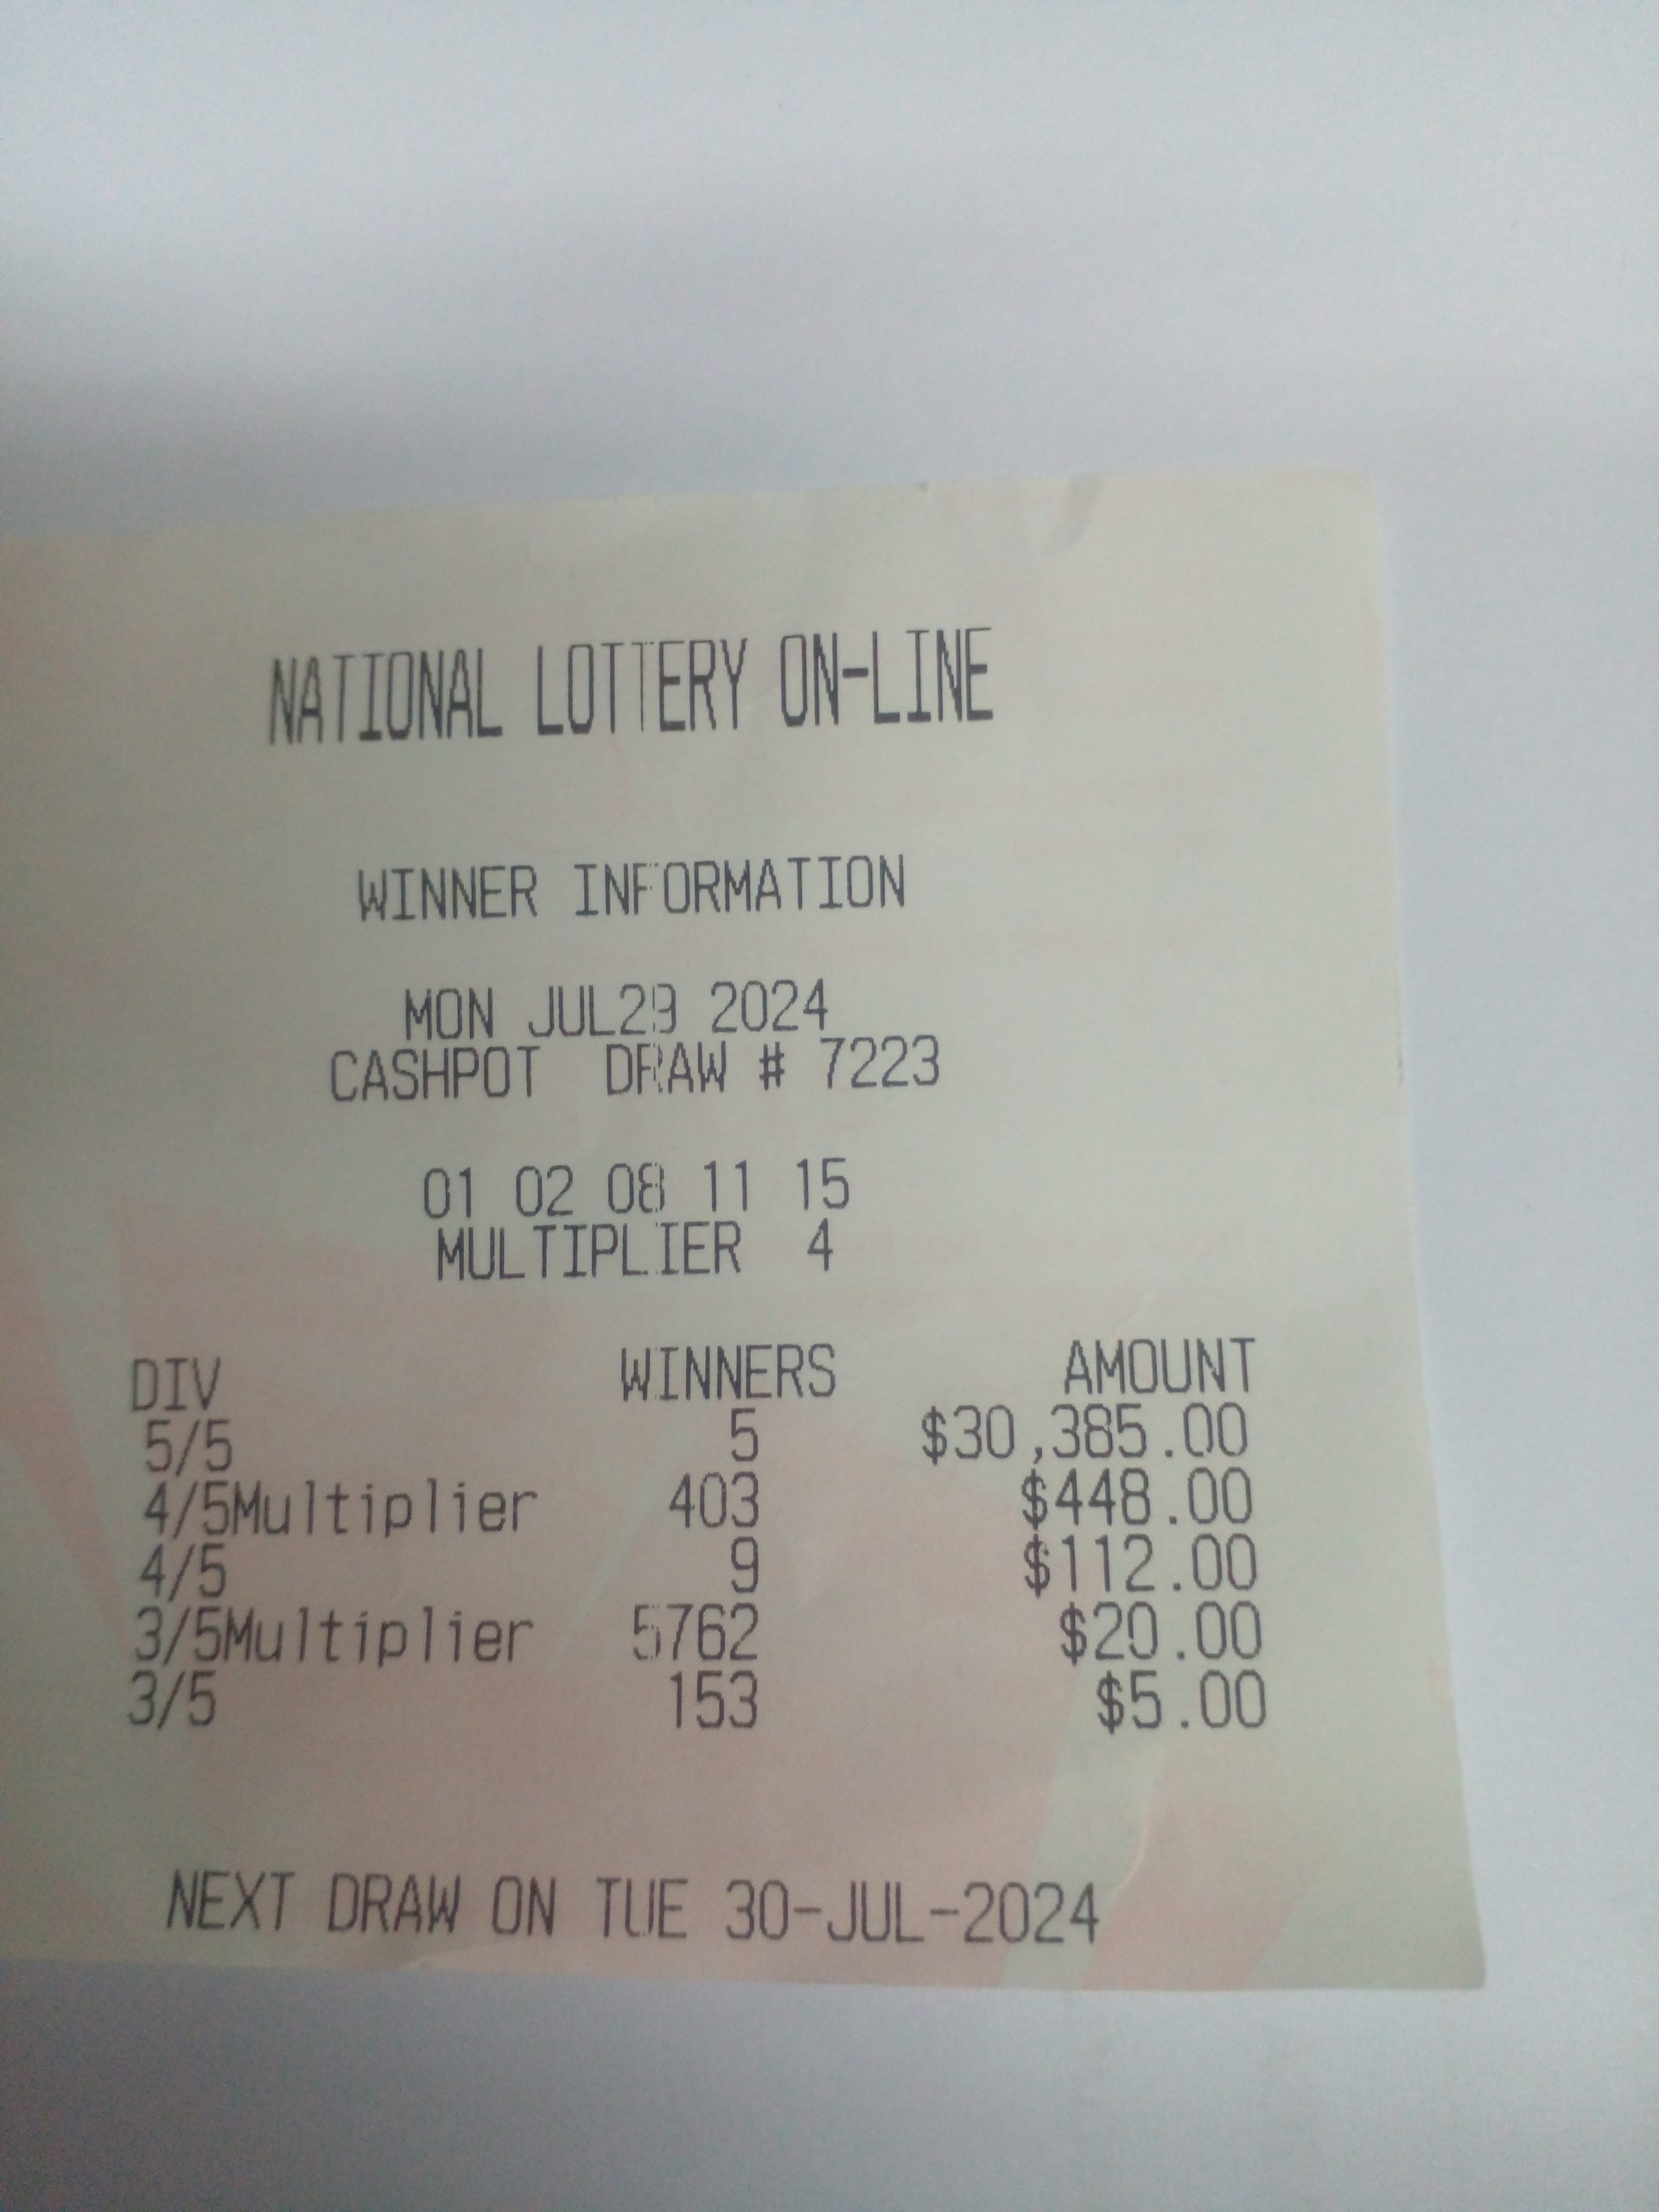 NATIONAL LOTTERY ON-LINE
WINNER INFORMATION
MON JUL29 2024
CASHPOT DRAW # 7223
01 02 08 11 15
MULTIPLIER 4
DIV WINNERS AMOUNT
5/5 5 $30,385.00
4/5Multiplier 403 $448.00
4/5 9 $112.00
3/5Multiplier 5762 $20.00
3/5 153 $5.00
NEXT DRAW ON TUE 30-JUL-2024